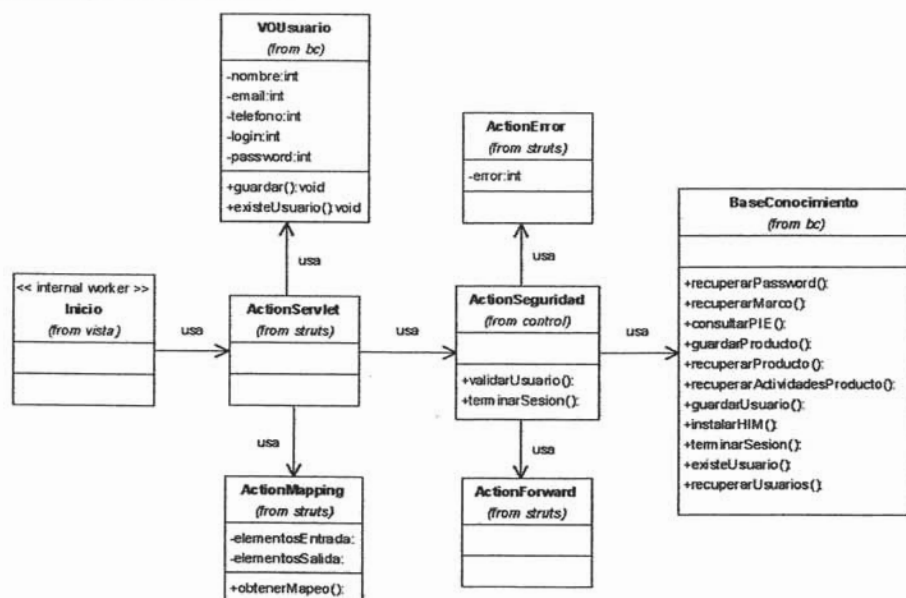 VOUsuario
(from bc)
-nombre:int
-email:int
-telefono:int
-login:int
-password:int
+guardar():void
+existeUsuario():void
usa
ActionError
(from struts)
-error:int
usa
<< internal worker >>
Inicio
(from vista)
usa
ActionServlet
(from struts)
usa
ActionSeguridad
(from control)
+validarUsuario():
+terminarSesion():
usa
BaseConocimiento
(from bc)
+recuperarPassword():
+recuperarMarco():
+consultarPIE():
+guardarProducto():
+recuperarProducto():
+recuperarActividadesProducto():
+guardarUsuario():
+instalarHIM():
+terminarSesion():
+existeUsuario():
+recuperarUsuarios():
usa
ActionMapping
(from struts)
-elementosEntrada:
-elementosSalida:
+obtenerMapeo():
usa
ActionForward
(from struts)